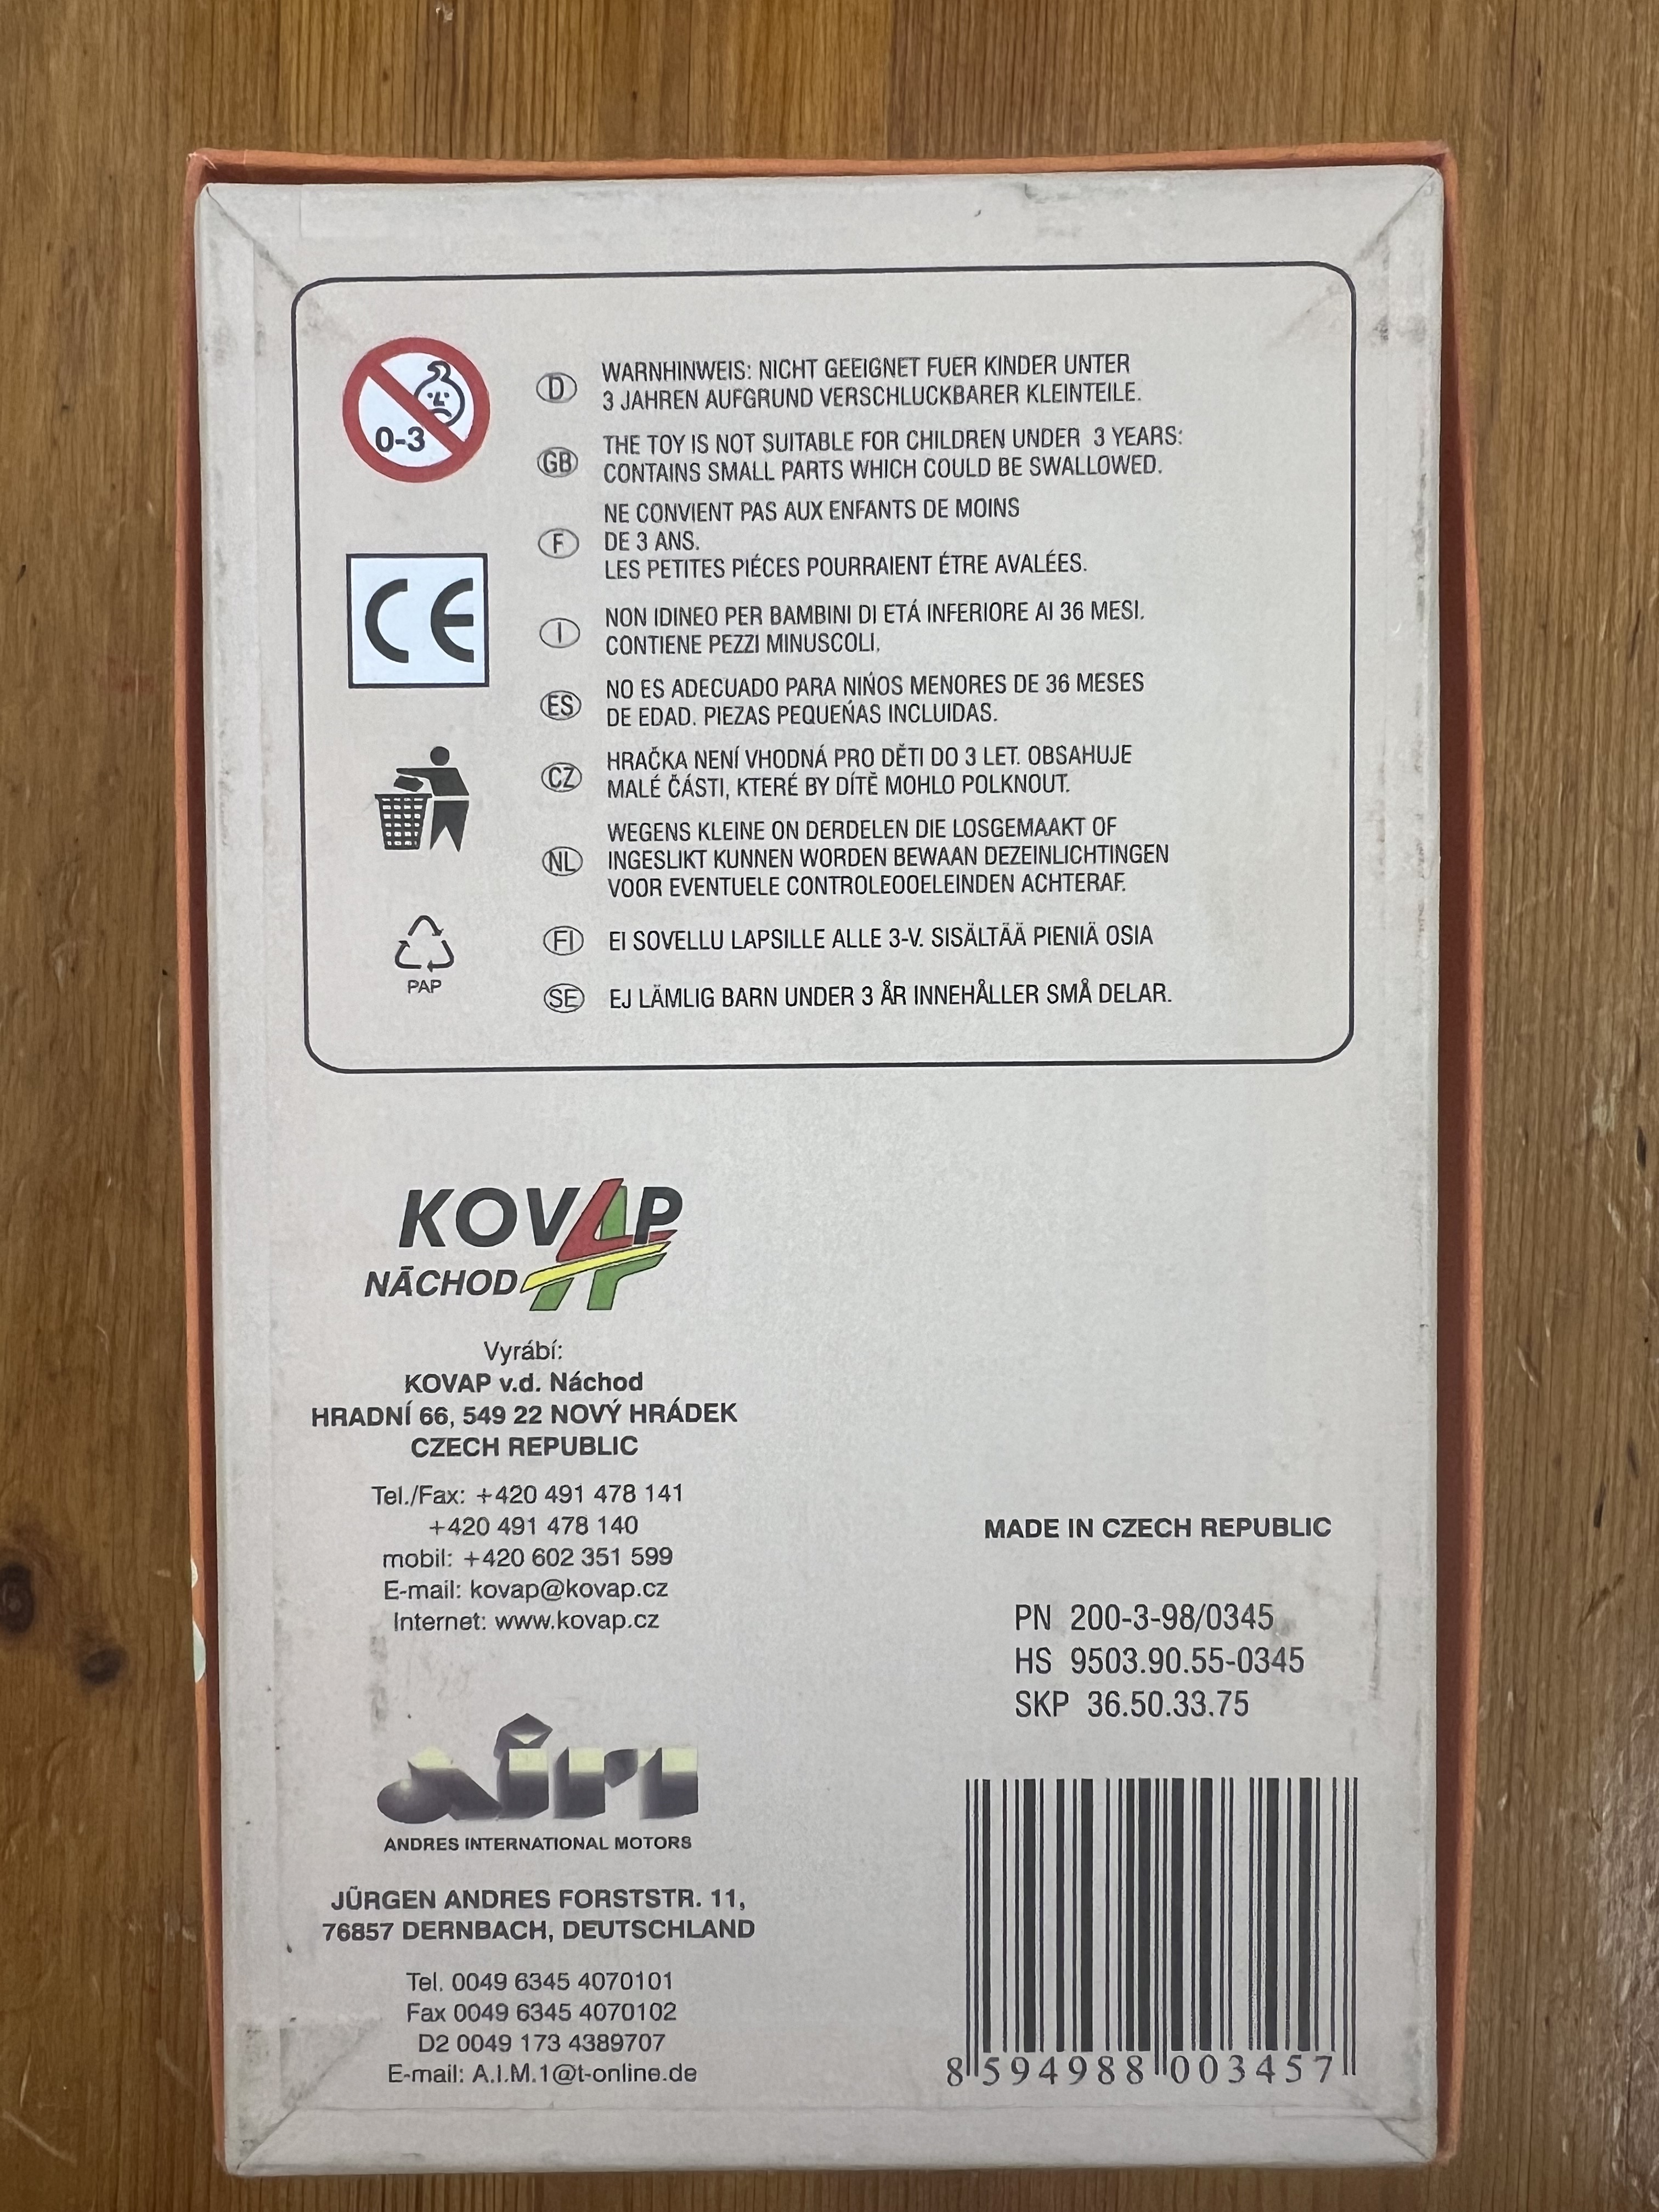 0-3
CE
PAP
D WARNHINWEIS: NICHT GEEIGNET FUER KINDER UNTER
3 JAHREN AUFGRUND VERSCHLUCKBARER KLEINTEILE.
GB THE TOY IS NOT SUITABLE FOR CHILDREN UNDER 3 YEARS:
CONTAINS SMALL PARTS WHICH COULD BE SWALLOWED.
NE CONVIENT PAS AUX ENFANTS DE MOINS
F DE 3 ANS.
LES PETITES PIÉCES POURRAIENT ÉTRE AVALÉES.
I NON IDINEO PER BAMBINI DI ETÁ INFERIORE AI 36 MESI.
CONTIENE PEZZI MINUSCOLI,
ES NO ES ADECUADO PARA NIŃOS MENORES DE 36 MESES
DE EDAD. PIEZAS PEQUEŃAS INCLUIDAS.
CZ HRAČKA NENÍ VHODNÁ PRO DĚTI DO 3 LET. OBSAHUJE
MALÉ ČÁSTI, KTERÉ BY DÍTĚ MOHLO POLKNOUT.
WEGENS KLEINE ON DERDELEN DIE LOSGEMAAKT OF
NL INGESLIKT KUNNEN WORDEN BEWAAN DEZEINLICHTINGEN
VOOR EVENTUELE CONTROLEOOELEINDEN ACHTERAF.
FI EI SOVELLU LAPSILLE ALLE 3-V. SISÄLTÄÄ PIENIÄ OSIA
SE EJ LÄMLIG BARN UNDER 3 ÅR INNEHÅLLER SMÅ DELAR.
KOVAP
NÁCHOD
Vyrábí:
KOVAP v.d. Náchod
HRADNÍ 66, 549 22 NOVÝ HRÁDEK
CZECH REPUBLIC
Tel./Fax: +420 491 478 141
+420 491 478 140
mobil: +420 602 351 599
E-mail: kovap@kovap.cz
Internet: www.kovap.cz
aim
ANDRES INTERNATIONAL MOTORS
JÜRGEN ANDRES FORSTSTR. 11,
76857 DERNBACH, DEUTSCHLAND
Tel. 0049 6345 4070101
Fax 0049 6345 4070102
D2 0049 173 4389707
E-mail: A.I.M.1@t-online.de
MADE IN CZECH REPUBLIC
PN 200-3-98/0345
HS 9503.90.55-0345
SKP 36.50.33.75
8 594988 003457